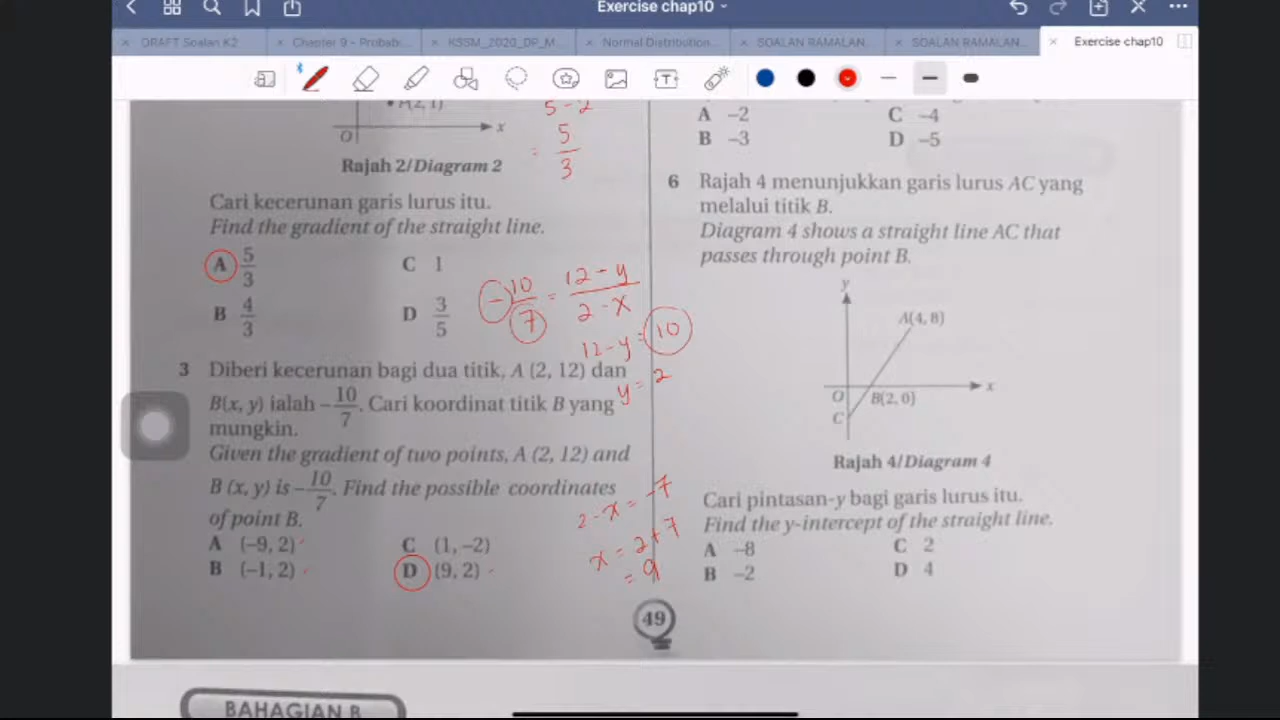 Exercise chap10
DRAFT Soalan K2
Chapter 9 - Probabi...
KSSM_2020_DP_M...
Normal Distribution...
SOALAN RAMALAN...
SOALAN RAMALAN...
Exercise chap10
A(2, 1)
O
x
Rajah 2/Diagram 2
5 - 2
= 5/3
Cari kecerunan garis lurus itu.
Find the gradient of the straight line.
A 5/3
C 1
B 4/3
D 3/5
- 10/7 = 12 - y / 2 - x
12 - y = 10
y = 2
3 Diberi kecerunan bagi dua titik, A (2, 12) dan
B(x, y) ialah - 10/7. Cari koordinat titik B yang
mungkin.
Given the gradient of two points, A (2, 12) and
B (x, y) is - 10/7. Find the possible coordinates
of point B.
A (-9, 2)
C (1, -2)
B (-1, 2)
D (9, 2)
2 - x = -7
x = 2 + 7
= 9
A -2
C -4
B -3
D -5
6 Rajah 4 menunjukkan garis lurus AC yang
melalui titik B.
Diagram 4 shows a straight line AC that
passes through point B.
y
A(4, 8)
O
B(2, 0)
x
C
Rajah 4/Diagram 4
Cari pintasan-y bagi garis lurus itu.
Find the y-intercept of the straight line.
A -8
C 2
B -2
D 4
49
BAHAGIAN B